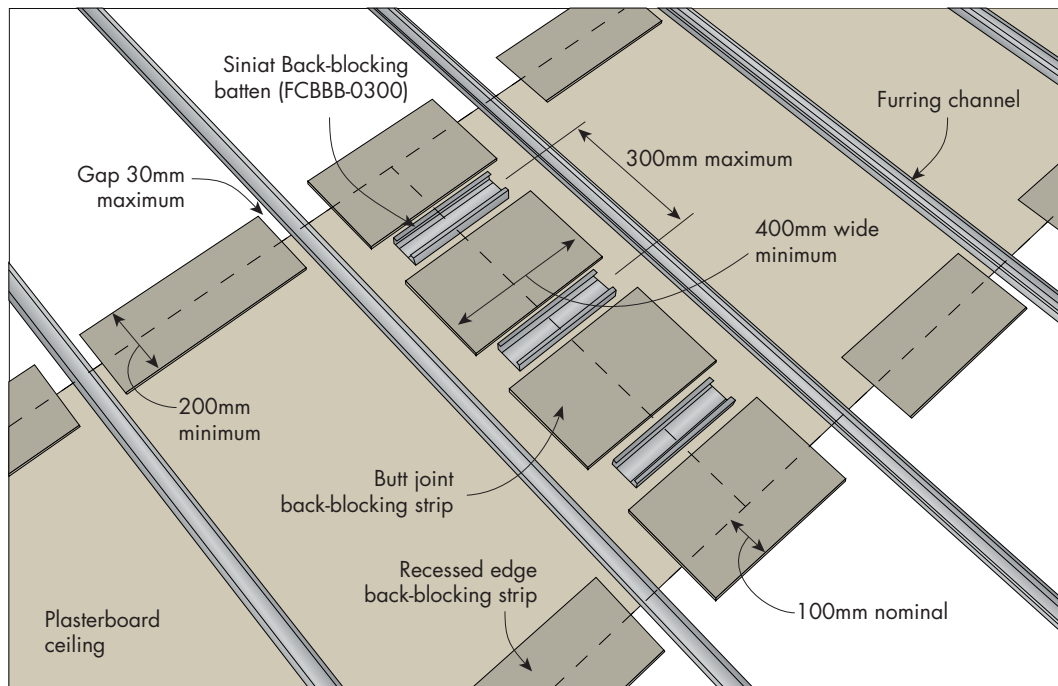 Siniat Back-blocking
batten (FCBBB-0300)
Furring channel
Gap 30mm
maximum
300mm maximum
400mm wide
minimum
200mm
minimum
Butt joint
back-blocking strip
Recessed edge
back-blocking strip
100mm nominal
Plasterboard
ceiling